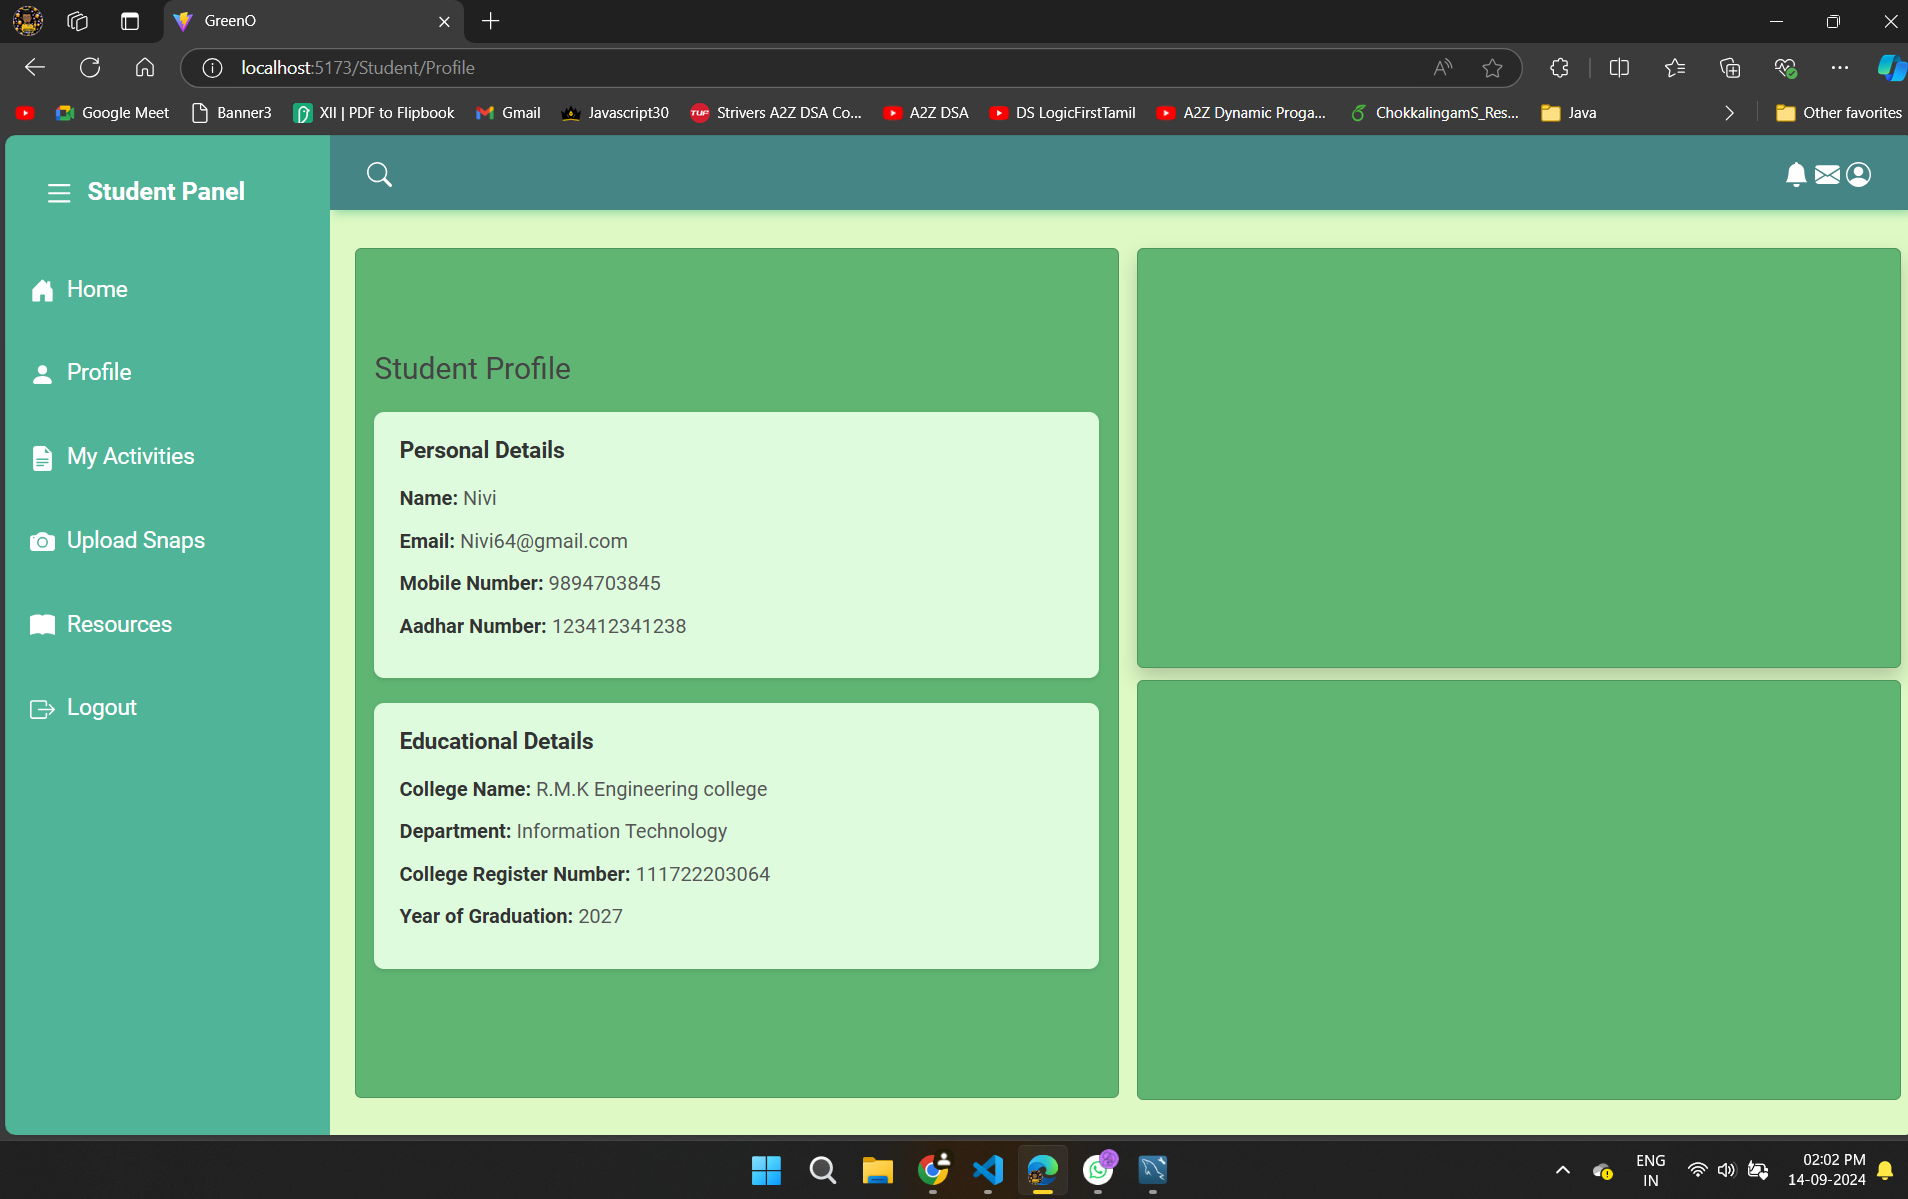 GreenO
localhost:5173/Student/Profile
Google Meet
Banner3
XII | PDF to Flipbook
Gmail
Javascript30
TUF
Strivers A2Z DSA Co...
A2Z DSA
DS LogicFirstTamil
A2Z Dynamic Proga...
ChokkalingamS_Res...
Java
Other favorites
Student Panel
Home
Profile
My Activities
Upload Snaps
Resources
Logout
Student Profile
Personal Details
Name: Nivi
Email: Nivi64@gmail.com
Mobile Number: 9894703845
Aadhar Number: 123412341238
Educational Details
College Name: R.M.K Engineering college
Department: Information Technology
College Register Number: 111722203064
Year of Graduation: 2027
ENG
IN
02:02 PM
14-09-2024